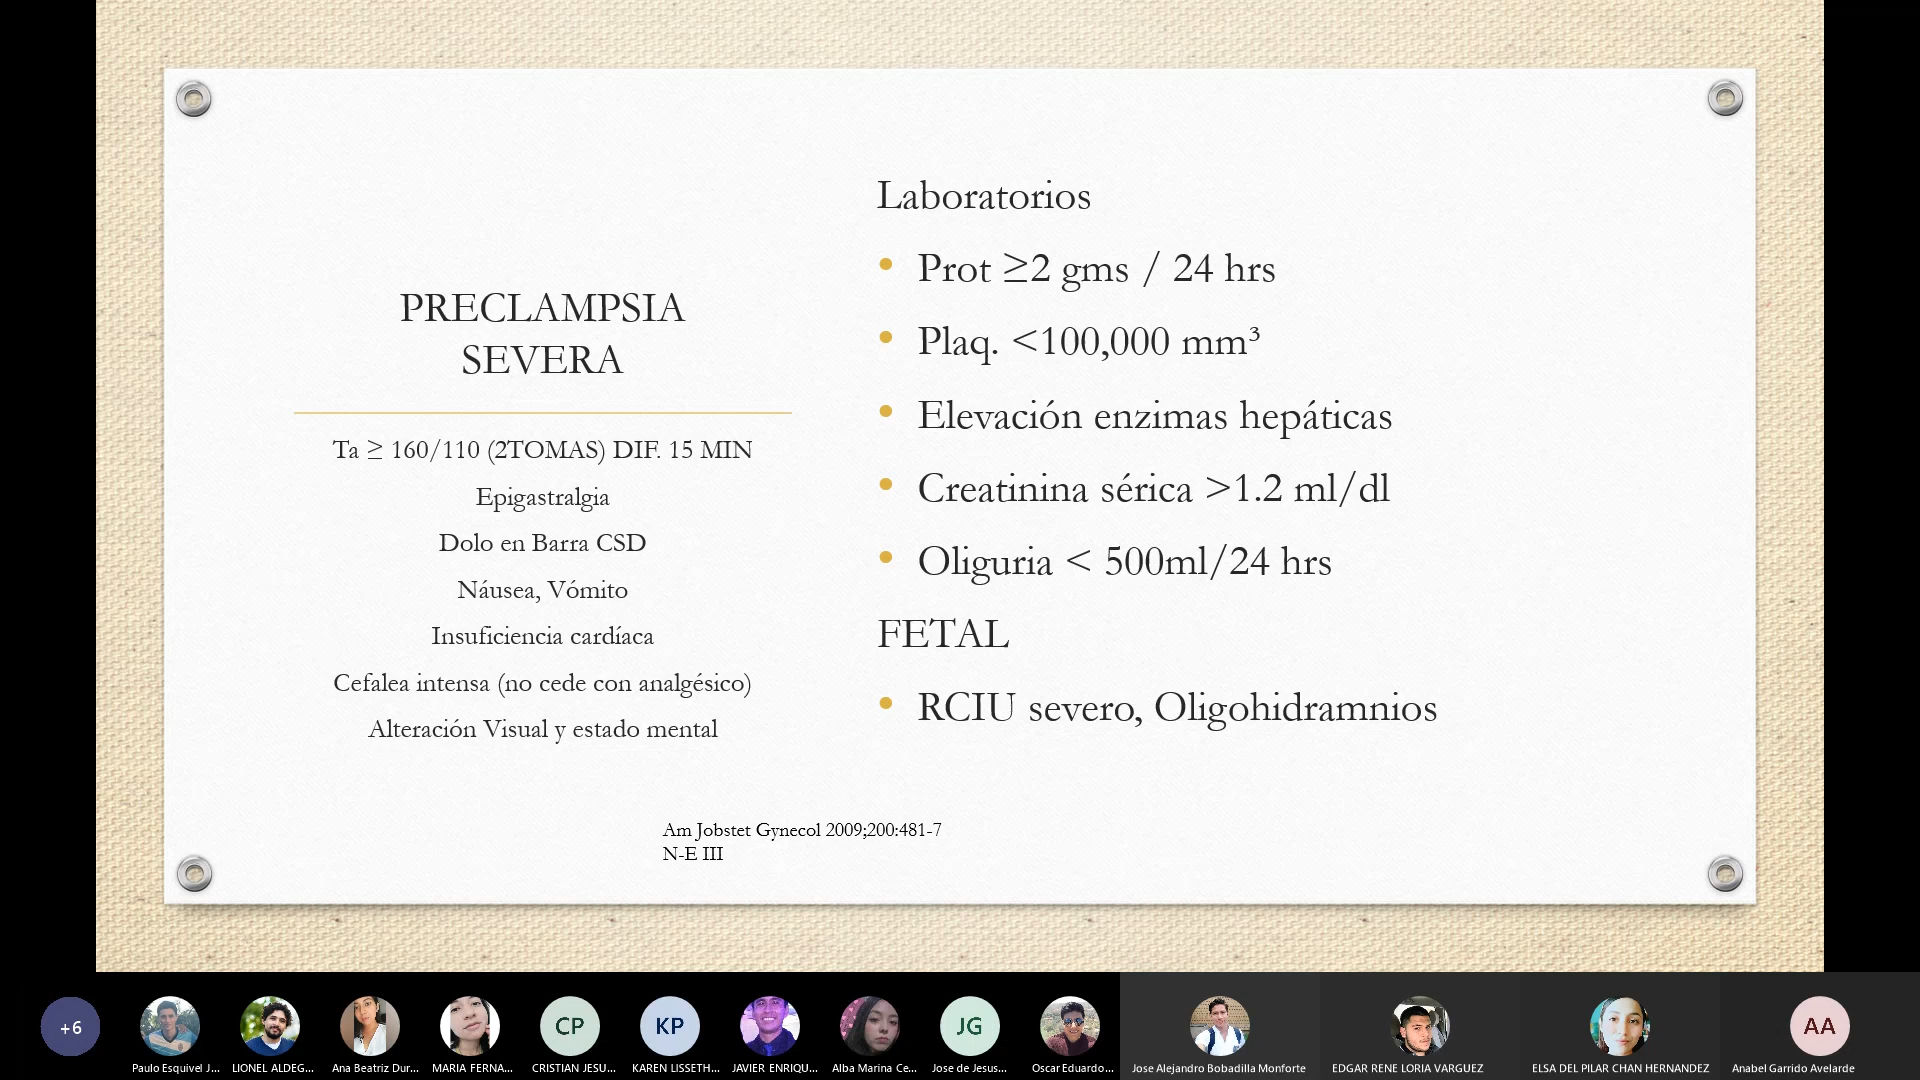 PRECLAMPSIA
SEVERA
Ta ≥ 160/110 (2TOMAS) DIF. 15 MIN
Epigastralgia
Dolo en Barra CSD
Náusea, Vómito
Insuficiencia cardíaca
Cefalea intensa (no cede con analgésico)
Alteración Visual y estado mental
Laboratorios
• Prot ≥2 gms / 24 hrs
• Plaq. <100,000 mm³
• Elevación enzimas hepáticas
• Creatinina sérica >1.2 ml/dl
• Oliguria < 500ml/24 hrs
FETAL
• RCIU severo, Oligohidramnios
Am Jobstet Gynecol 2009;200:481-7
N-E III
+6
CP
KP
JG
AA
Paulo Esquivel J...
LIONEL ALDEG...
Ana Beatriz Dur...
MARIA FERNA...
CRISTIAN JESU...
KAREN LISSETH...
JAVIER ENRIQU...
Alba Marina Ce...
Jose de Jesus...
Oscar Eduardo...
Jose Alejandro Bobadilla Monforte
EDGAR RENE LORIA VARGUEZ
ELSA DEL PILAR CHAN HERNANDEZ
Anabel Garrido Avelarde